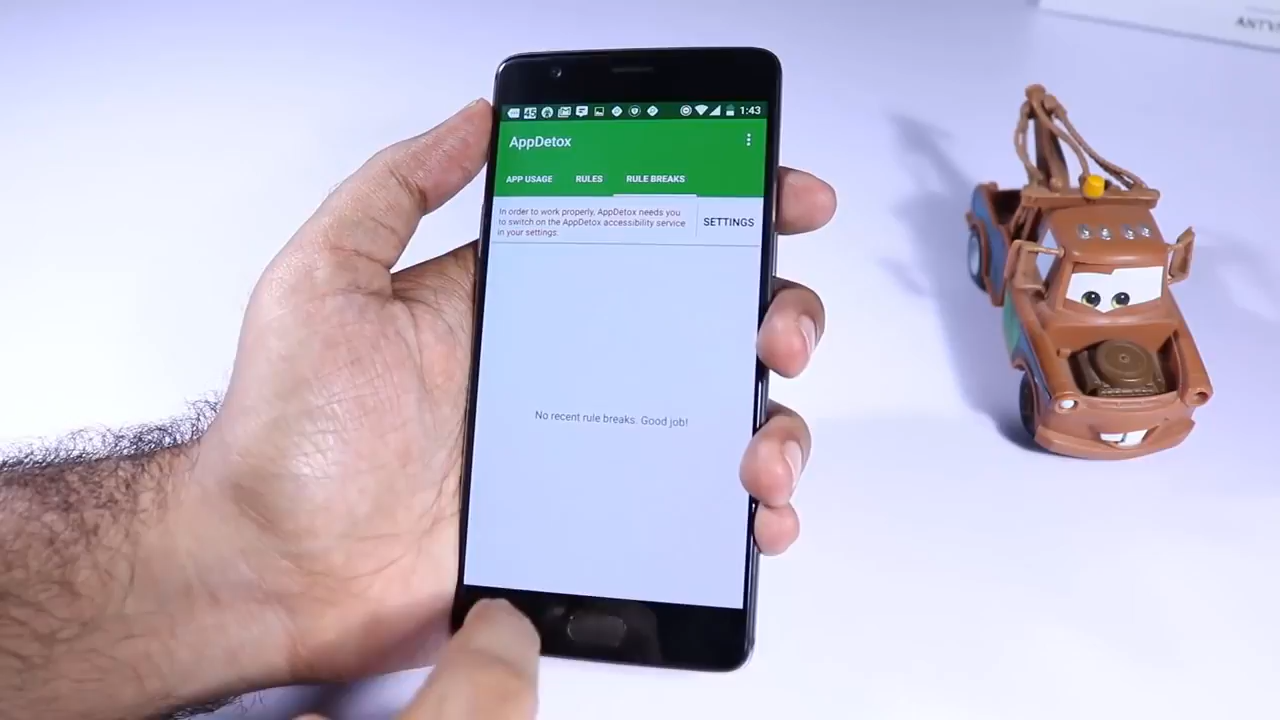 45 1:43
AppDetox
APP USAGE RULES RULE BREAKS
In order to work properly, AppDetox needs you
to switch on the AppDetox accessibility service
in your settings.
SETTINGS
No recent rule breaks. Good job!